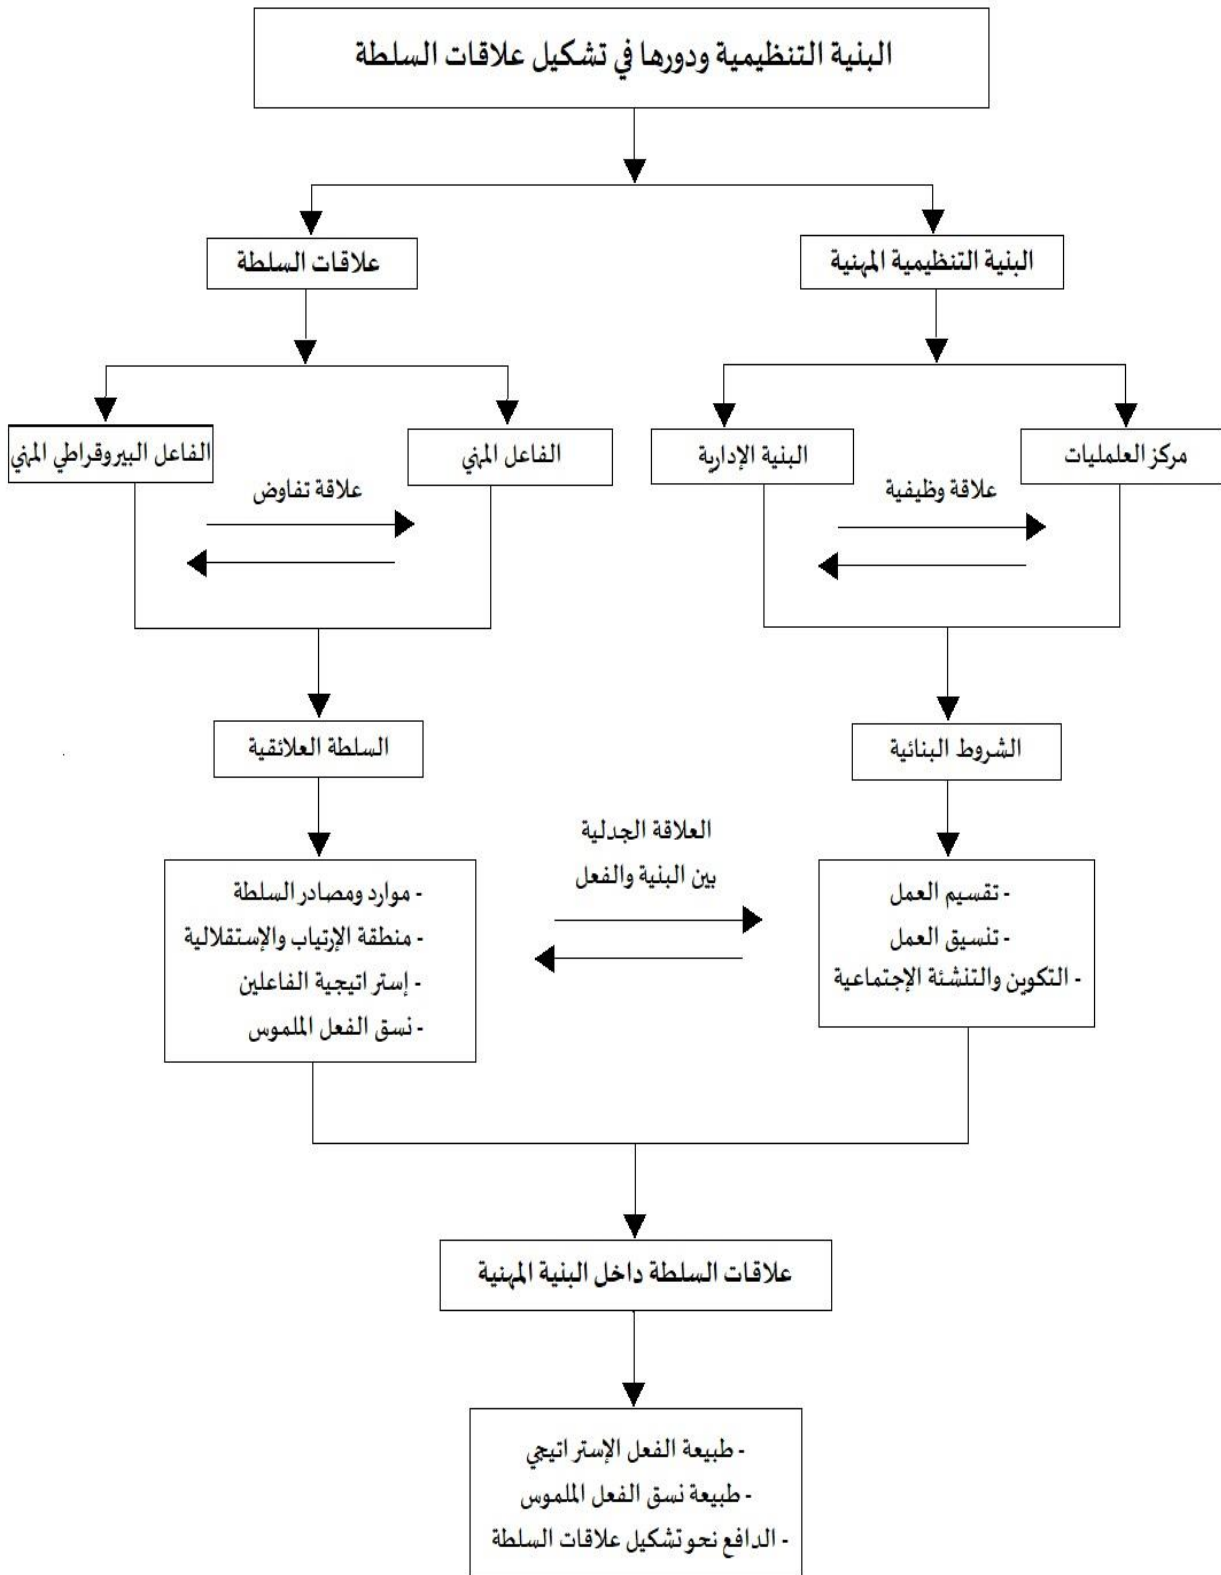 البنية التنظيمية ودورها في تشكيل علاقات السلطة
البنية التنظيمية المهنية
علاقات السلطة
مركز العلمليات
البنية الإدارية
الفاعل المهني
الفاعل البيروقراطي المهني
علاقة وظيفية
علاقة تفاوض
الشروط البنائية
السلطة العلائقية
العلاقة الجدلية
بين البنية والفعل
- تقسيم العمل
- تنسيق العمل
- التكوين والتنشئة الإجتماعية
- موارد ومصادر السلطة
- منطقة الإرتياب والإستقلالية
- إستراتيجية الفاعلين
- نسق الفعل الملموس
علاقات السلطة داخل البنية المهنية
- طبيعة الفعل الإستراتيجي
- طبيعة نسق الفعل الملموس
- الدافع نحو تشكيل علاقات السلطة